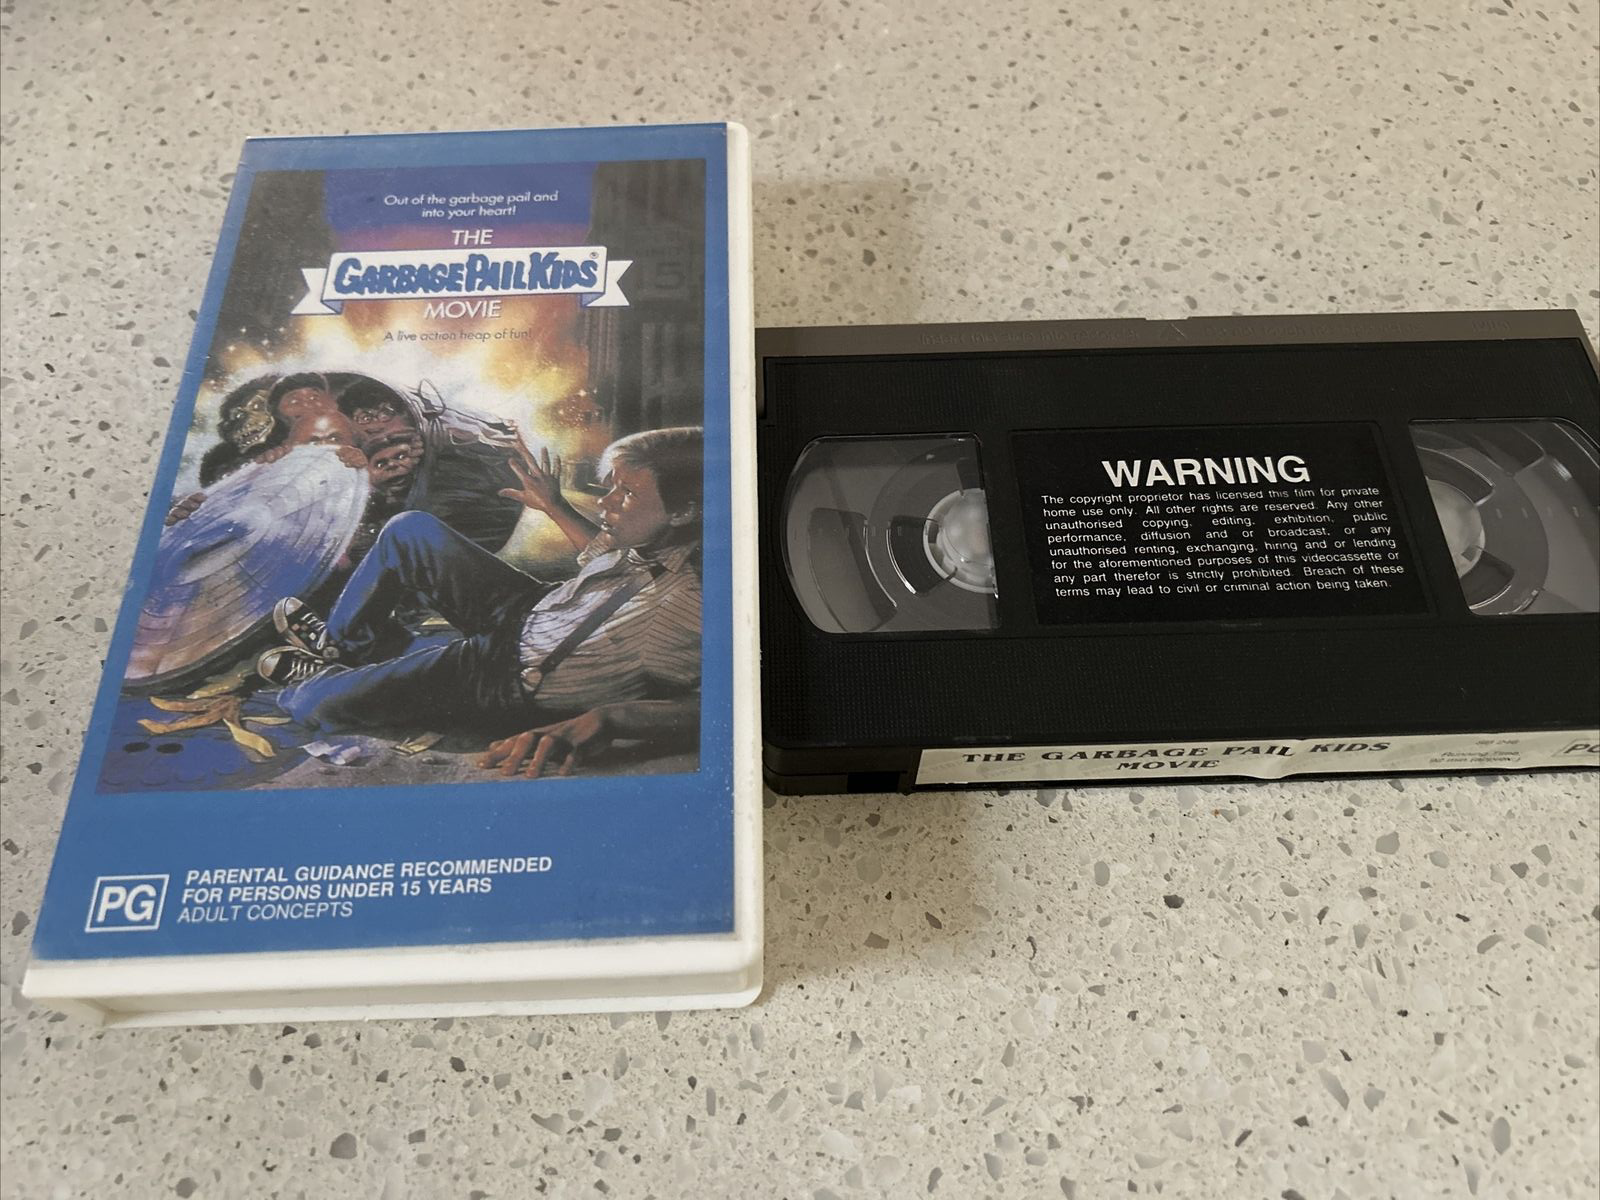 Out of the garbage pail and
into your heart!
THE
GARBAGE PAIL KIDS®
MOVIE
A live action heap of fun!
PG
PARENTAL GUIDANCE RECOMMENDED
FOR PERSONS UNDER 15 YEARS
ADULT CONCEPTS
WARNING
The copyright proprietor has licensed this film for private
home use only. All other rights are reserved. Any other
unauthorised copying, editing, exhibition, public
performance, diffusion and or broadcast, or any
unauthorised renting, exchanging, hiring and or lending
for the aforementioned purposes of this videocassette or
any part therefor is strictly prohibited. Breach of these
terms may lead to civil or criminal action being taken.
THE GARBAGE PAIL KIDS
MOVIE
Running Time
92 min (approx.)